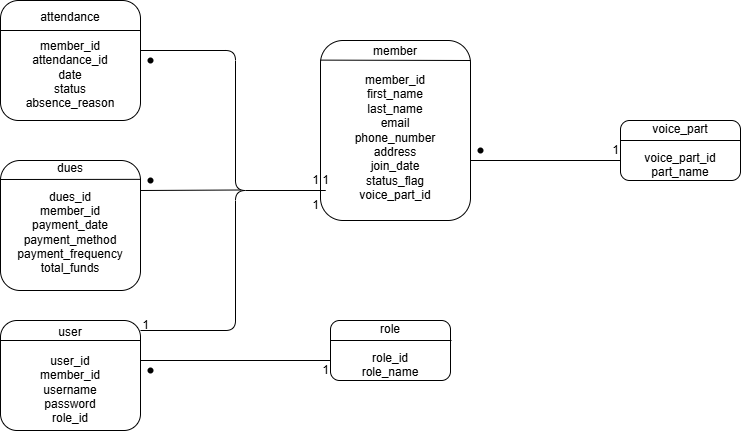 attendance
member_id
attendance_id
date
status
absence_reason
dues
dues_id
member_id
payment_date
payment_method
payment_frequency
total_funds
user
user_id
member_id
username
password
role_id
1
1
1
1
member
member_id
first_name
last_name
email
phone_number
address
join_date
status_flag
voice_part_id
role
role_id
role_name
1
1
voice_part
voice_part_id
part_name